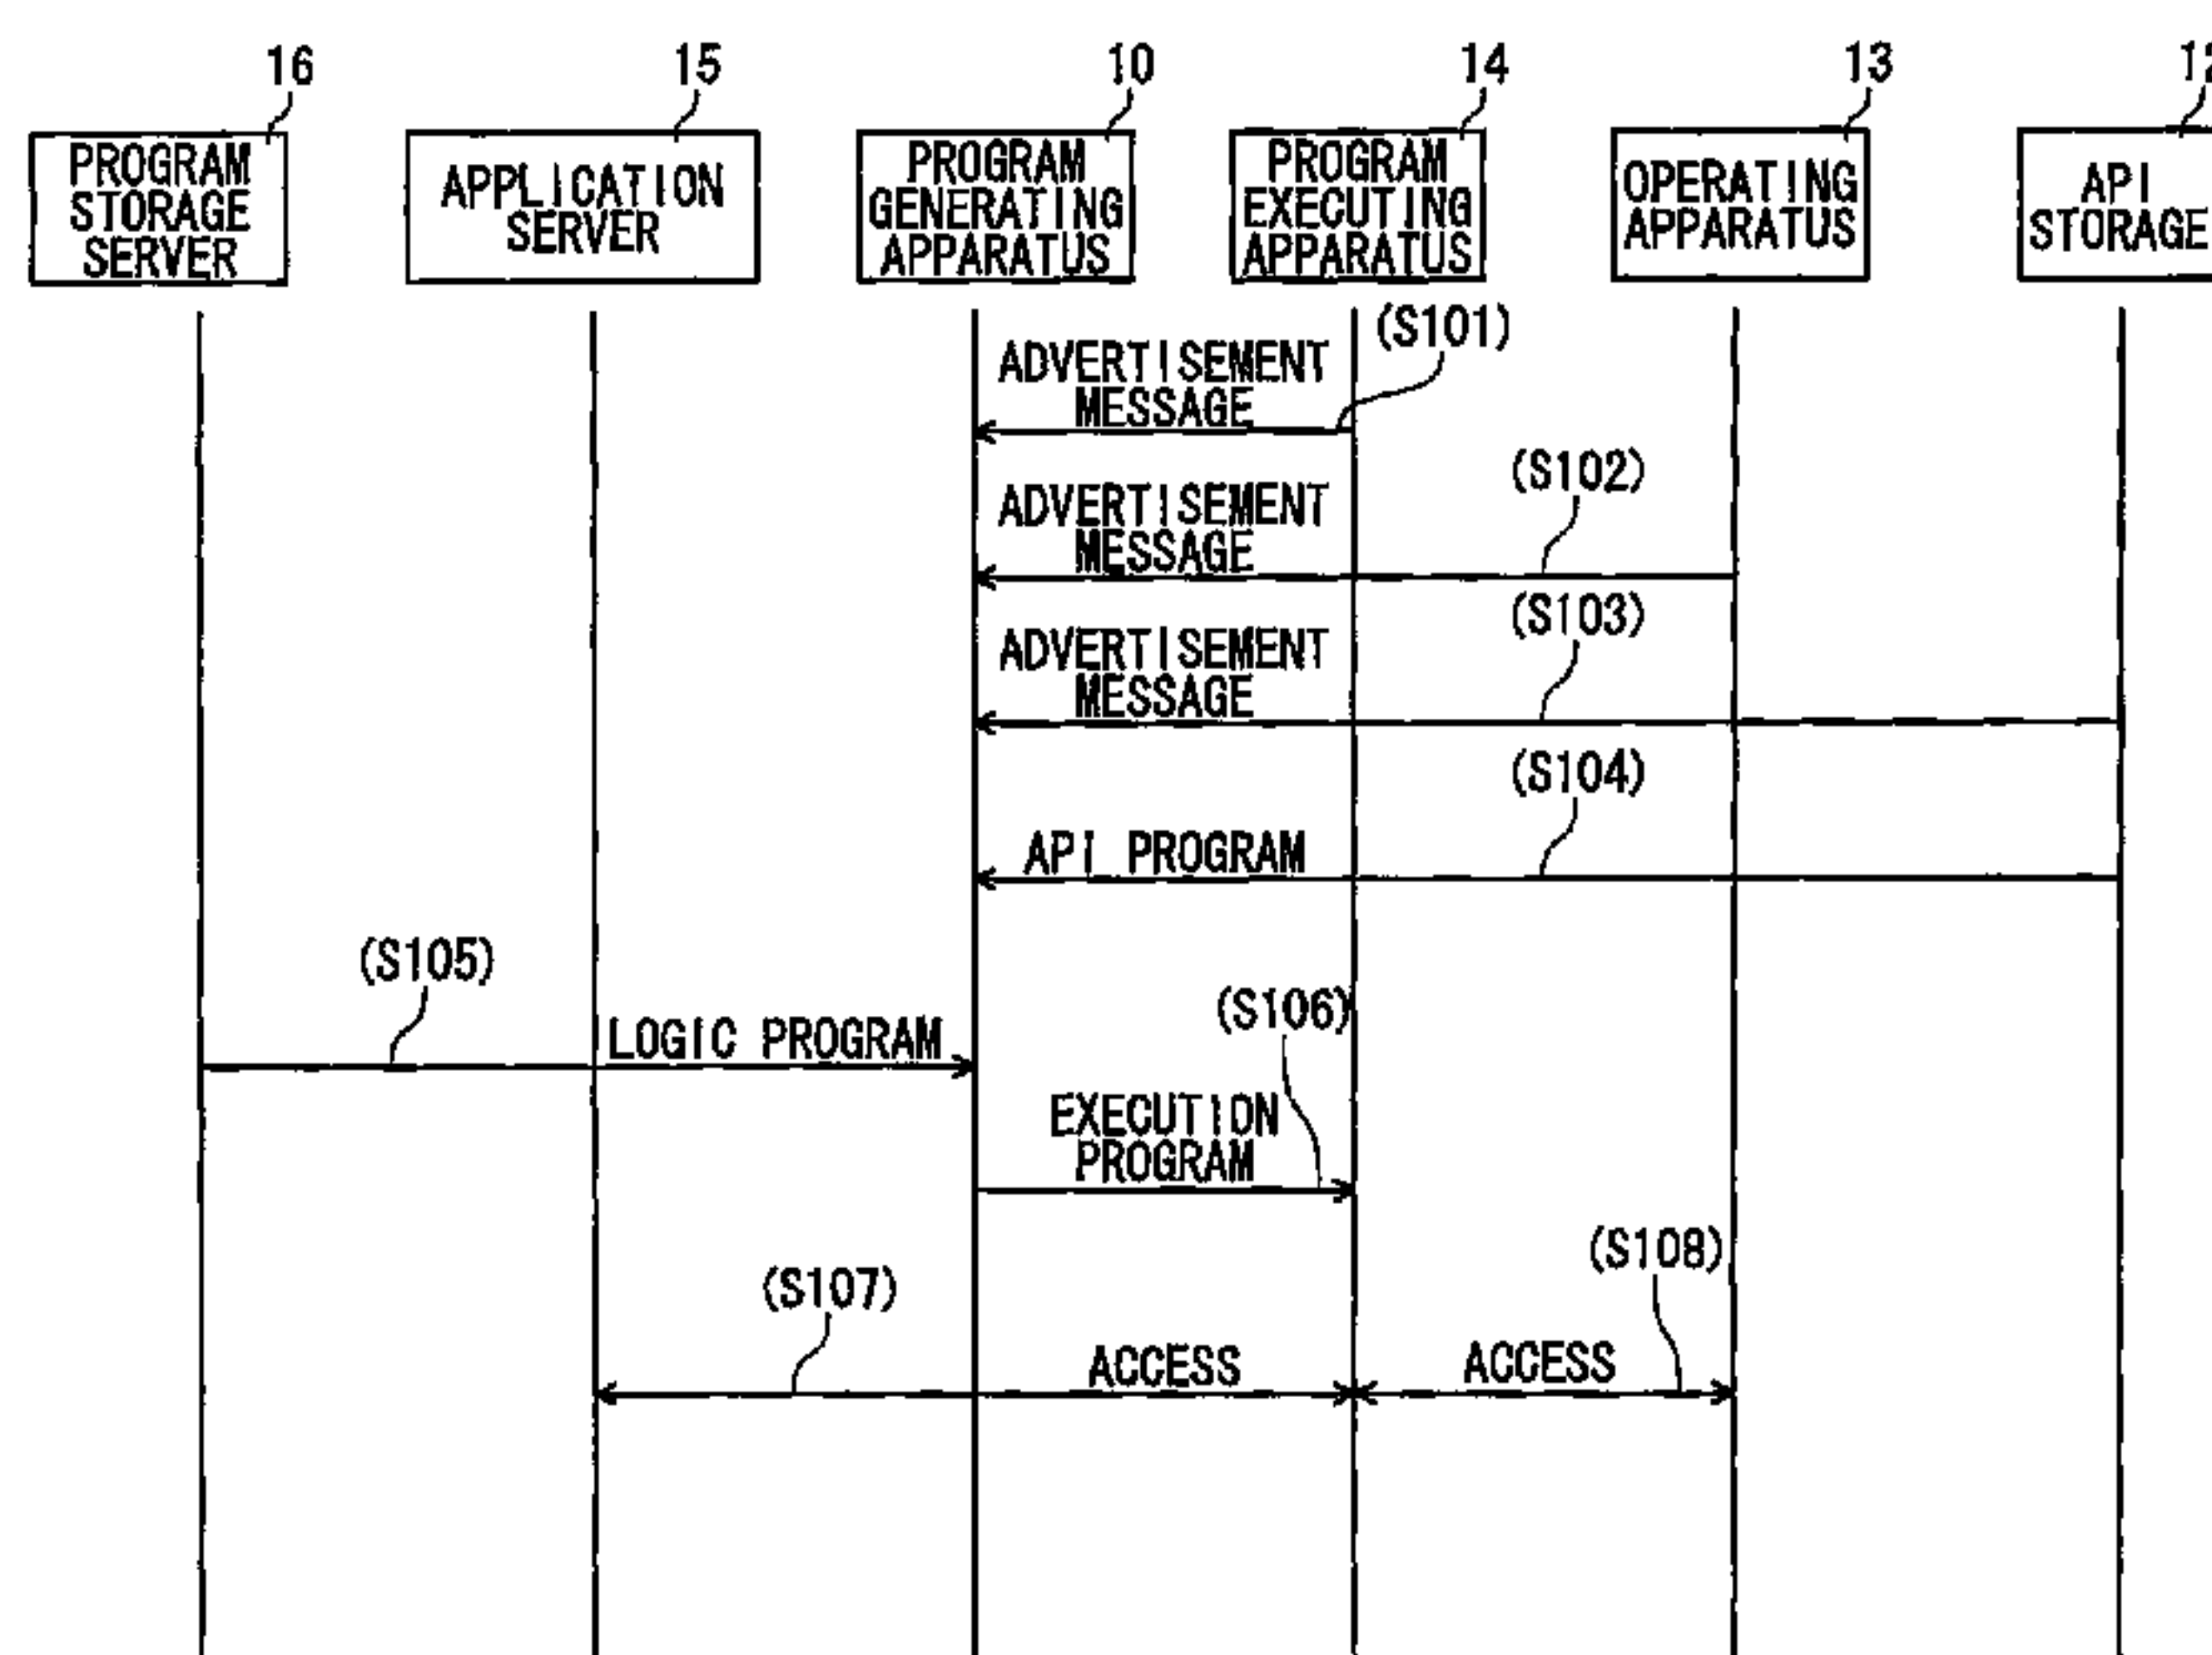 16
15
10
14
13
12
PROGRAM
STORAGE
SERVER
APPLICATION
SERVER
PROGRAM
GENERATING
APPARATUS
PROGRAM
EXECUTING
APPARATUS
OPERATING
APPARATUS
API
STORAGE
(S101)
ADVERTISEMENT
MESSAGE
(S102)
ADVERTISEMENT
MESSAGE
(S103)
ADVERTISEMENT
MESSAGE
(S104)
API PROGRAM
(S105)
LOGIC PROGRAM
(S106)
EXECUTION
PROGRAM
(S107)
ACCESS
(S108)
ACCESS